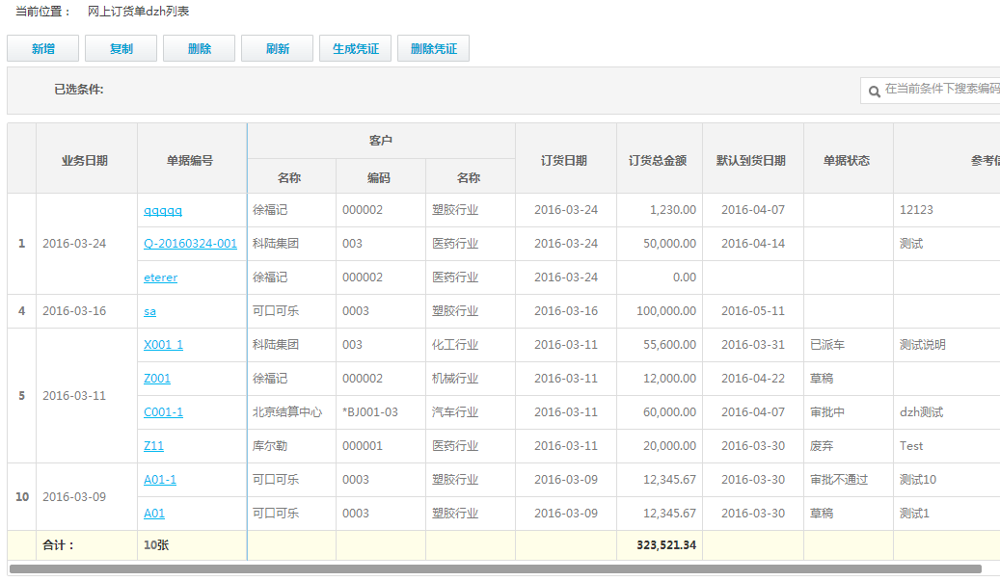 当前位置： 网上订货单dzh列表
新增 复制 删除 刷新 生成凭证 删除凭证
已选条件: 在当前条件下搜索编码
业务日期 单据编号 客户 订货日期 订货总金额 默认到货日期 单据状态 参考信
名称 编码 名称
1 2016-03-24 qqqqq 徐福记 000002 塑胶行业 2016-03-24 1,230.00 2016-04-07 12123
Q-20160324-001 科陆集团 003 医药行业 2016-03-24 50,000.00 2016-04-14 测试
eterer 徐福记 000002 医药行业 2016-03-24 0.00
4 2016-03-16 sa 可口可乐 0003 塑胶行业 2016-03-16 100,000.00 2016-05-11
5 2016-03-11 X001_1 科陆集团 003 化工行业 2016-03-11 55,600.00 2016-03-31 已派车 测试说明
Z001 徐福记 000002 机械行业 2016-03-11 12,000.00 2016-04-22 草稿
C001-1 北京结算中心 *BJ001-03 汽车行业 2016-03-11 60,000.00 2016-04-07 审批中 dzh测试
Z11 库尔勒 000001 医药行业 2016-03-11 20,000.00 2016-03-30 废弃 Test
10 2016-03-09 A01-1 可口可乐 0003 塑胶行业 2016-03-09 12,345.67 2016-03-30 审批不通过 测试10
A01 可口可乐 0003 塑胶行业 2016-03-09 12,345.67 2016-03-30 草稿 测试1
合计： 10张 323,521.34